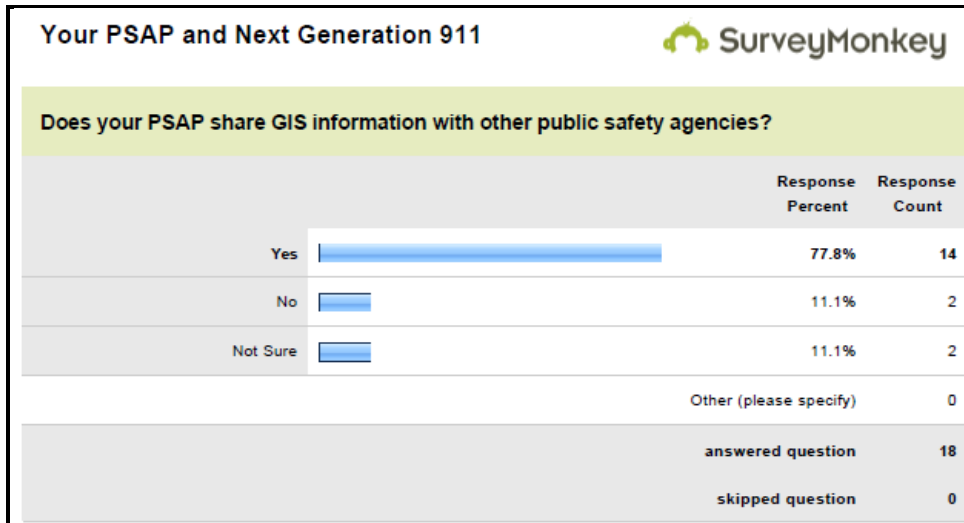 Your PSAP and Next Generation 911
SurveyMonkey
Does your PSAP share GIS information with other public safety agencies?
Response Percent
Response Count
Yes 77.8% 14
No 11.1% 2
Not Sure 11.1% 2
Other (please specify) 0
answered question 18
skipped question 0